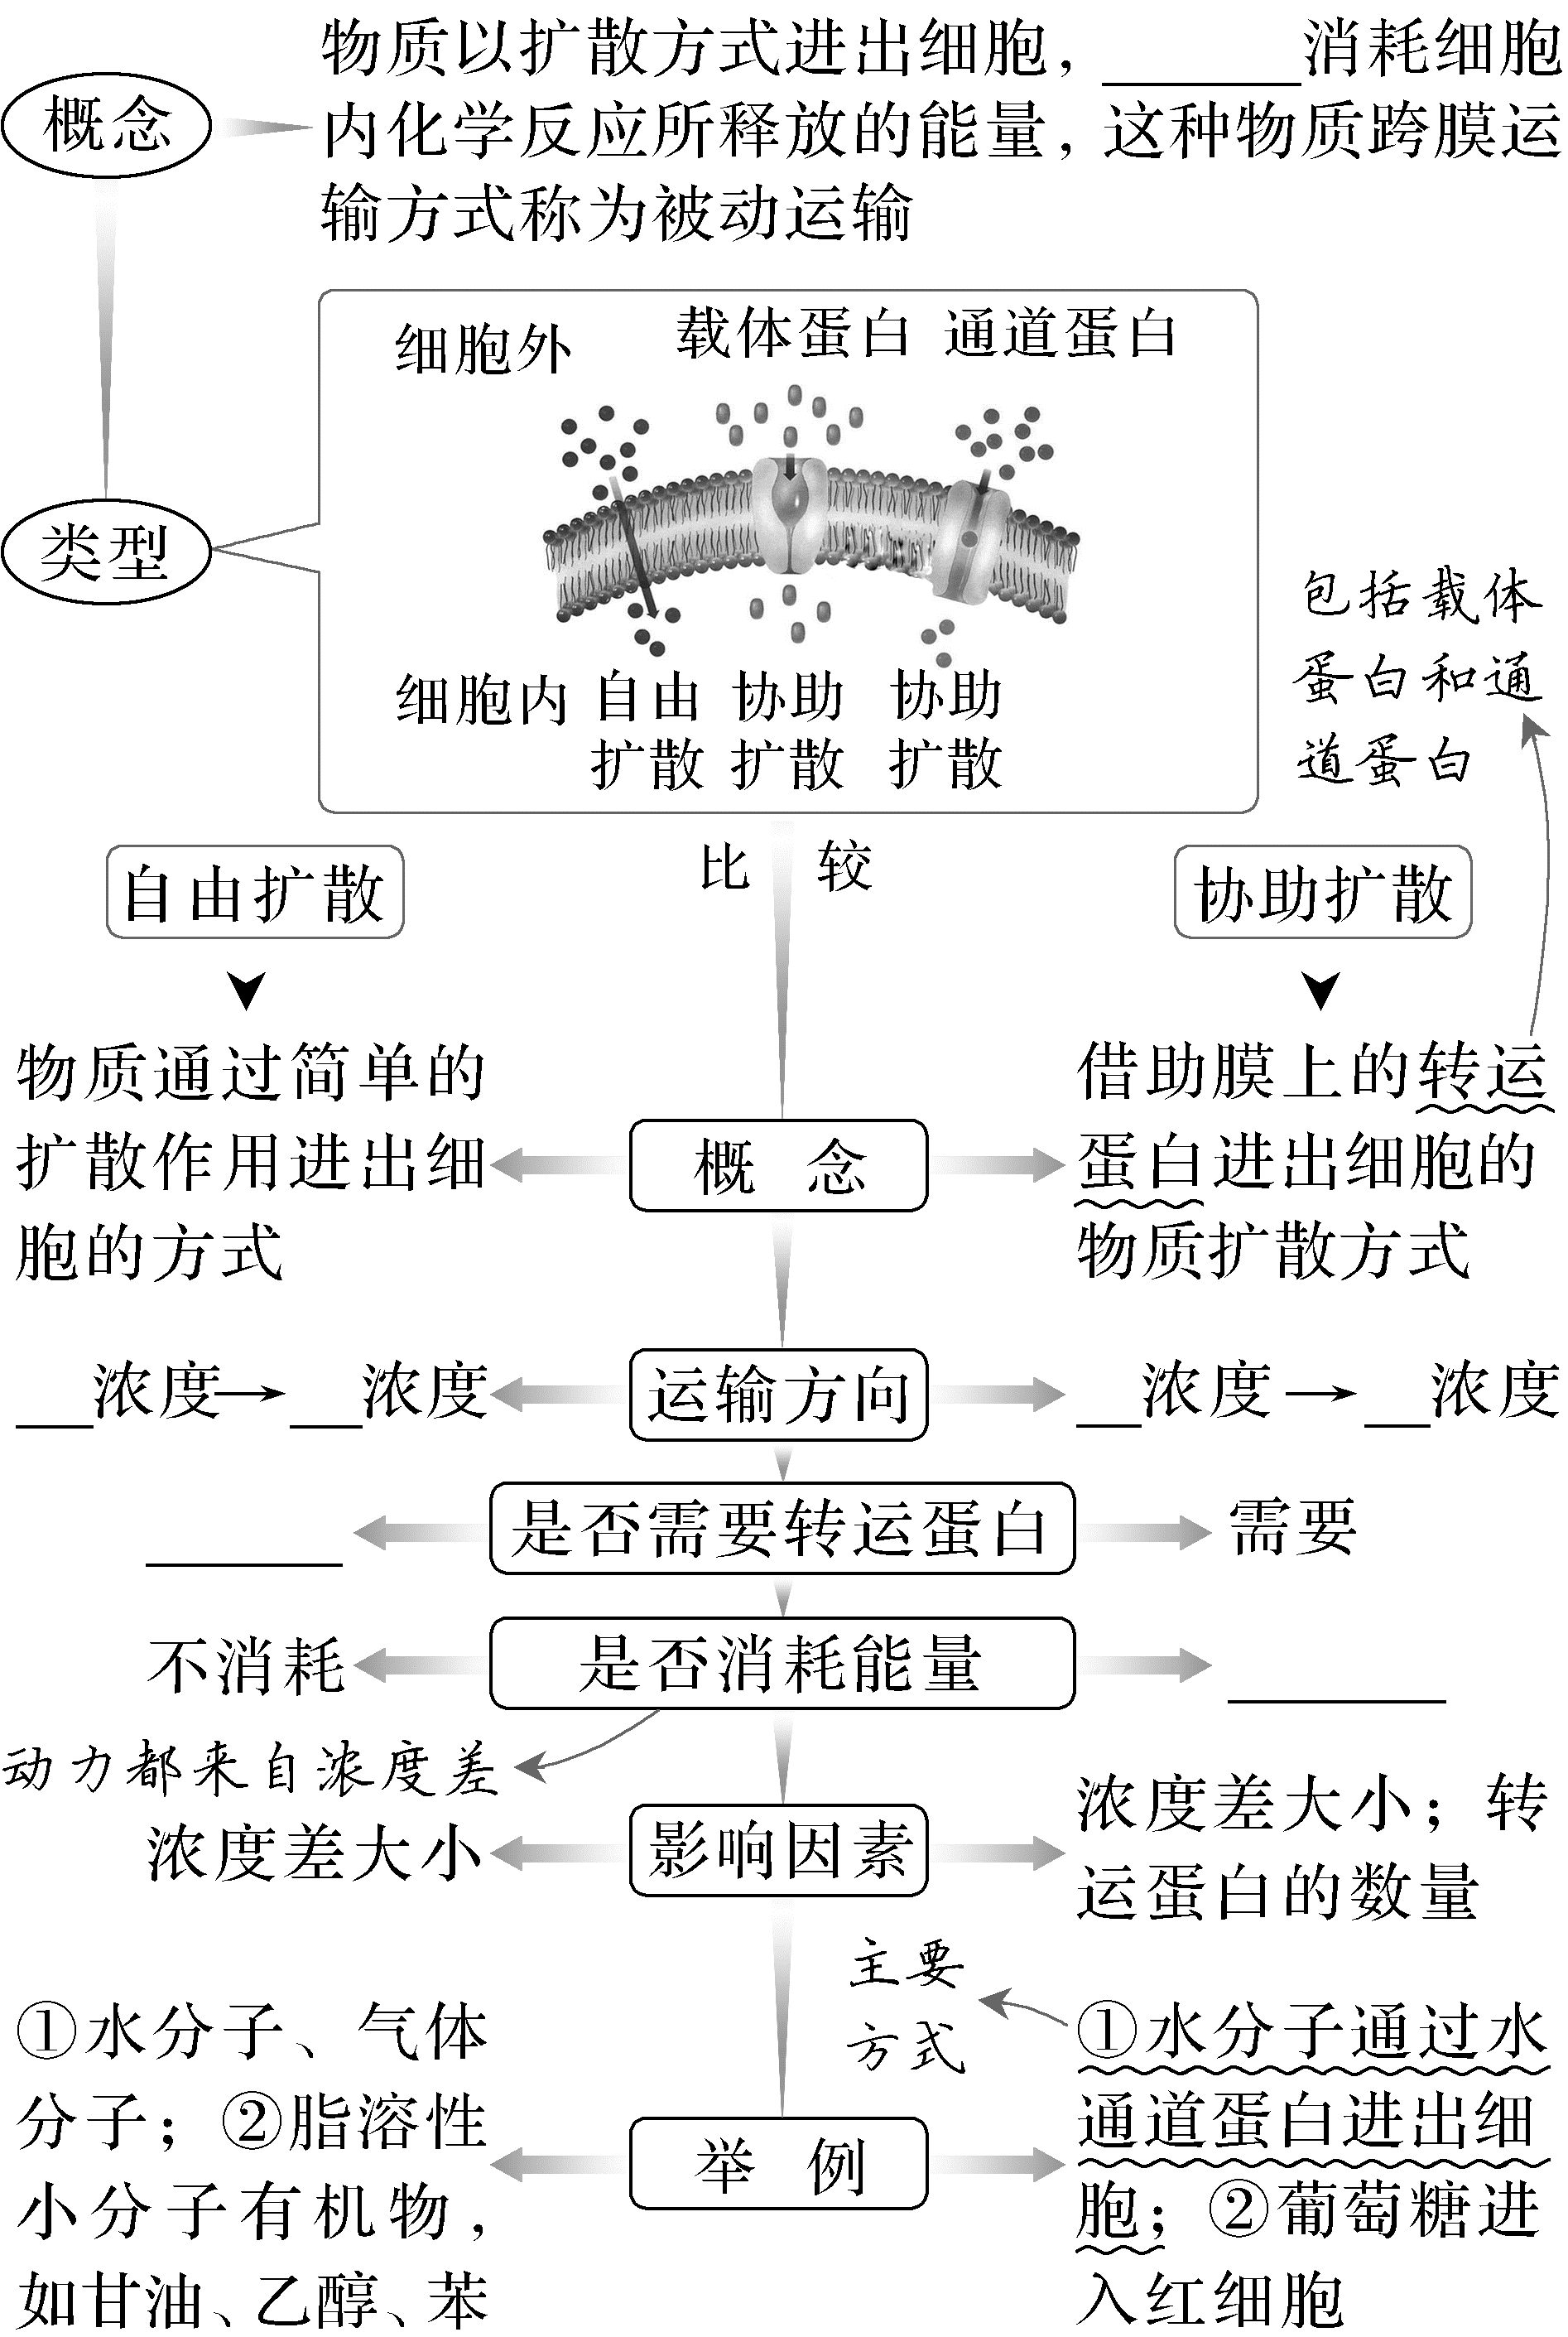 物质以扩散方式进出细胞，______消耗细胞
概念
内化学反应所释放的能量，这种物质跨膜运
输方式称为被动运输
细胞外 载体蛋白 通道蛋白
类型
细胞内 自由扩散 协助扩散 协助扩散
包括载体
蛋白和通
道蛋白
比 较
自由扩散
协助扩散
物质通过简单的
扩散作用进出细
胞的方式
概 念
借助膜上的转运
蛋白进出细胞的
物质扩散方式
__浓度→__浓度 运输方向 __浓度→__浓度
______ 是否需要转运蛋白 需要
不消耗 是否消耗能量 ______
动力都来自浓度差
浓度差大小 影响因素
浓度差大小；转
运蛋白的数量
主要
方式
①水分子、气体
分子；②脂溶性
小分子有机物，
如甘油、乙醇、苯
举 例
①水分子通过水
通道蛋白进出细
胞；②葡萄糖进
入红细胞